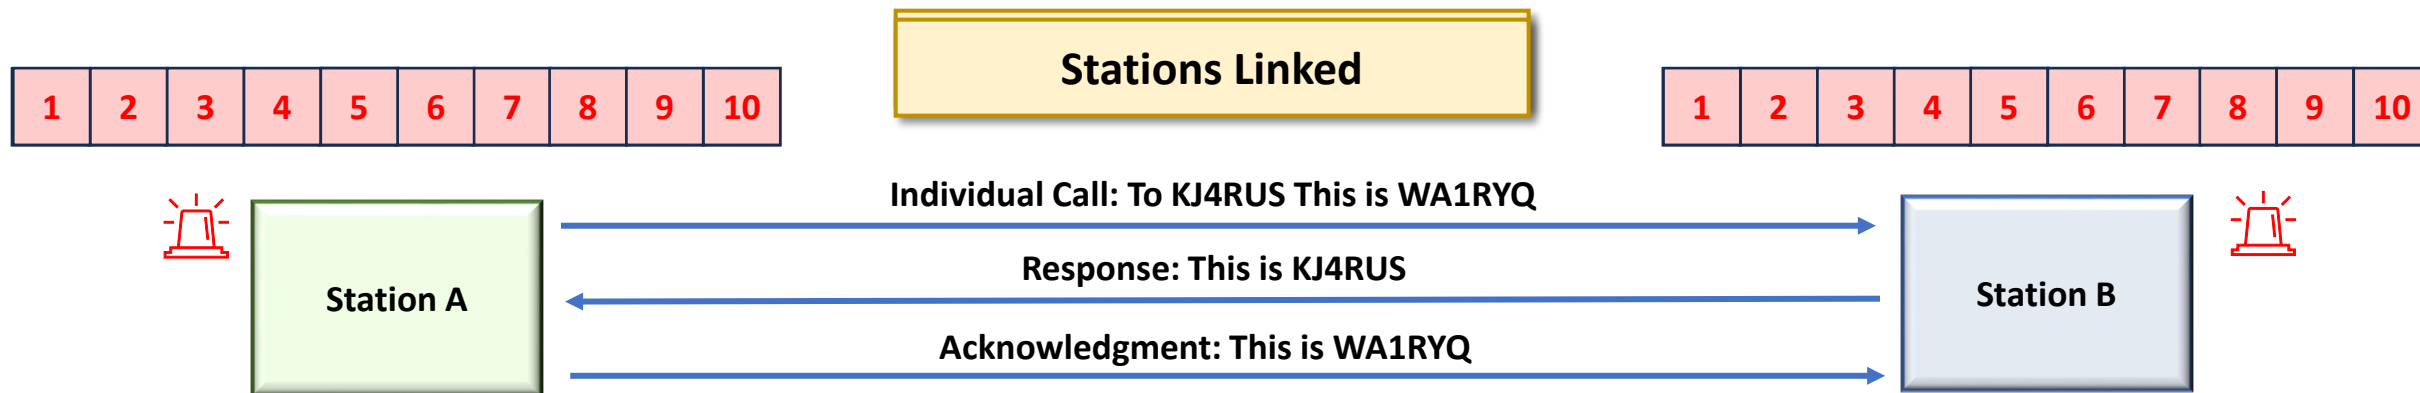 Stations Linked
1 2 3 4 5 6 7 8 9 10
1 2 3 4 5 6 7 8 9 10
Individual Call: To KJ4RUS This is WA1RYQ
Response: This is KJ4RUS
Station A
Station B
Acknowledgment: This is WA1RYQ